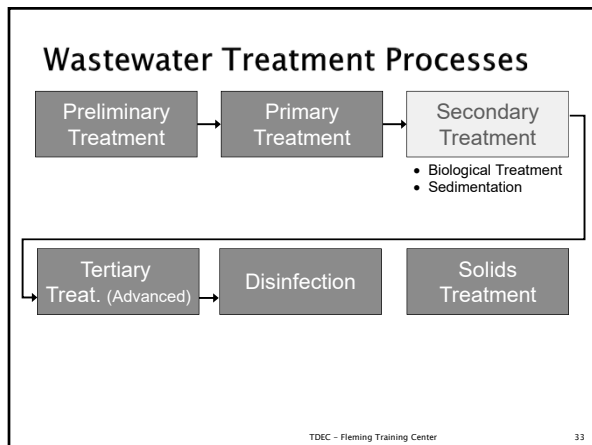 Wastewater Treatment Processes
Preliminary
Treatment
Primary
Treatment
Secondary
Treatment
• Biological Treatment
• Sedimentation
Tertiary
Treat. (Advanced)
Disinfection
Solids
Treatment
TDEC - Fleming Training Center
33